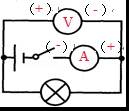 (+) V (-)
(-) A (+)